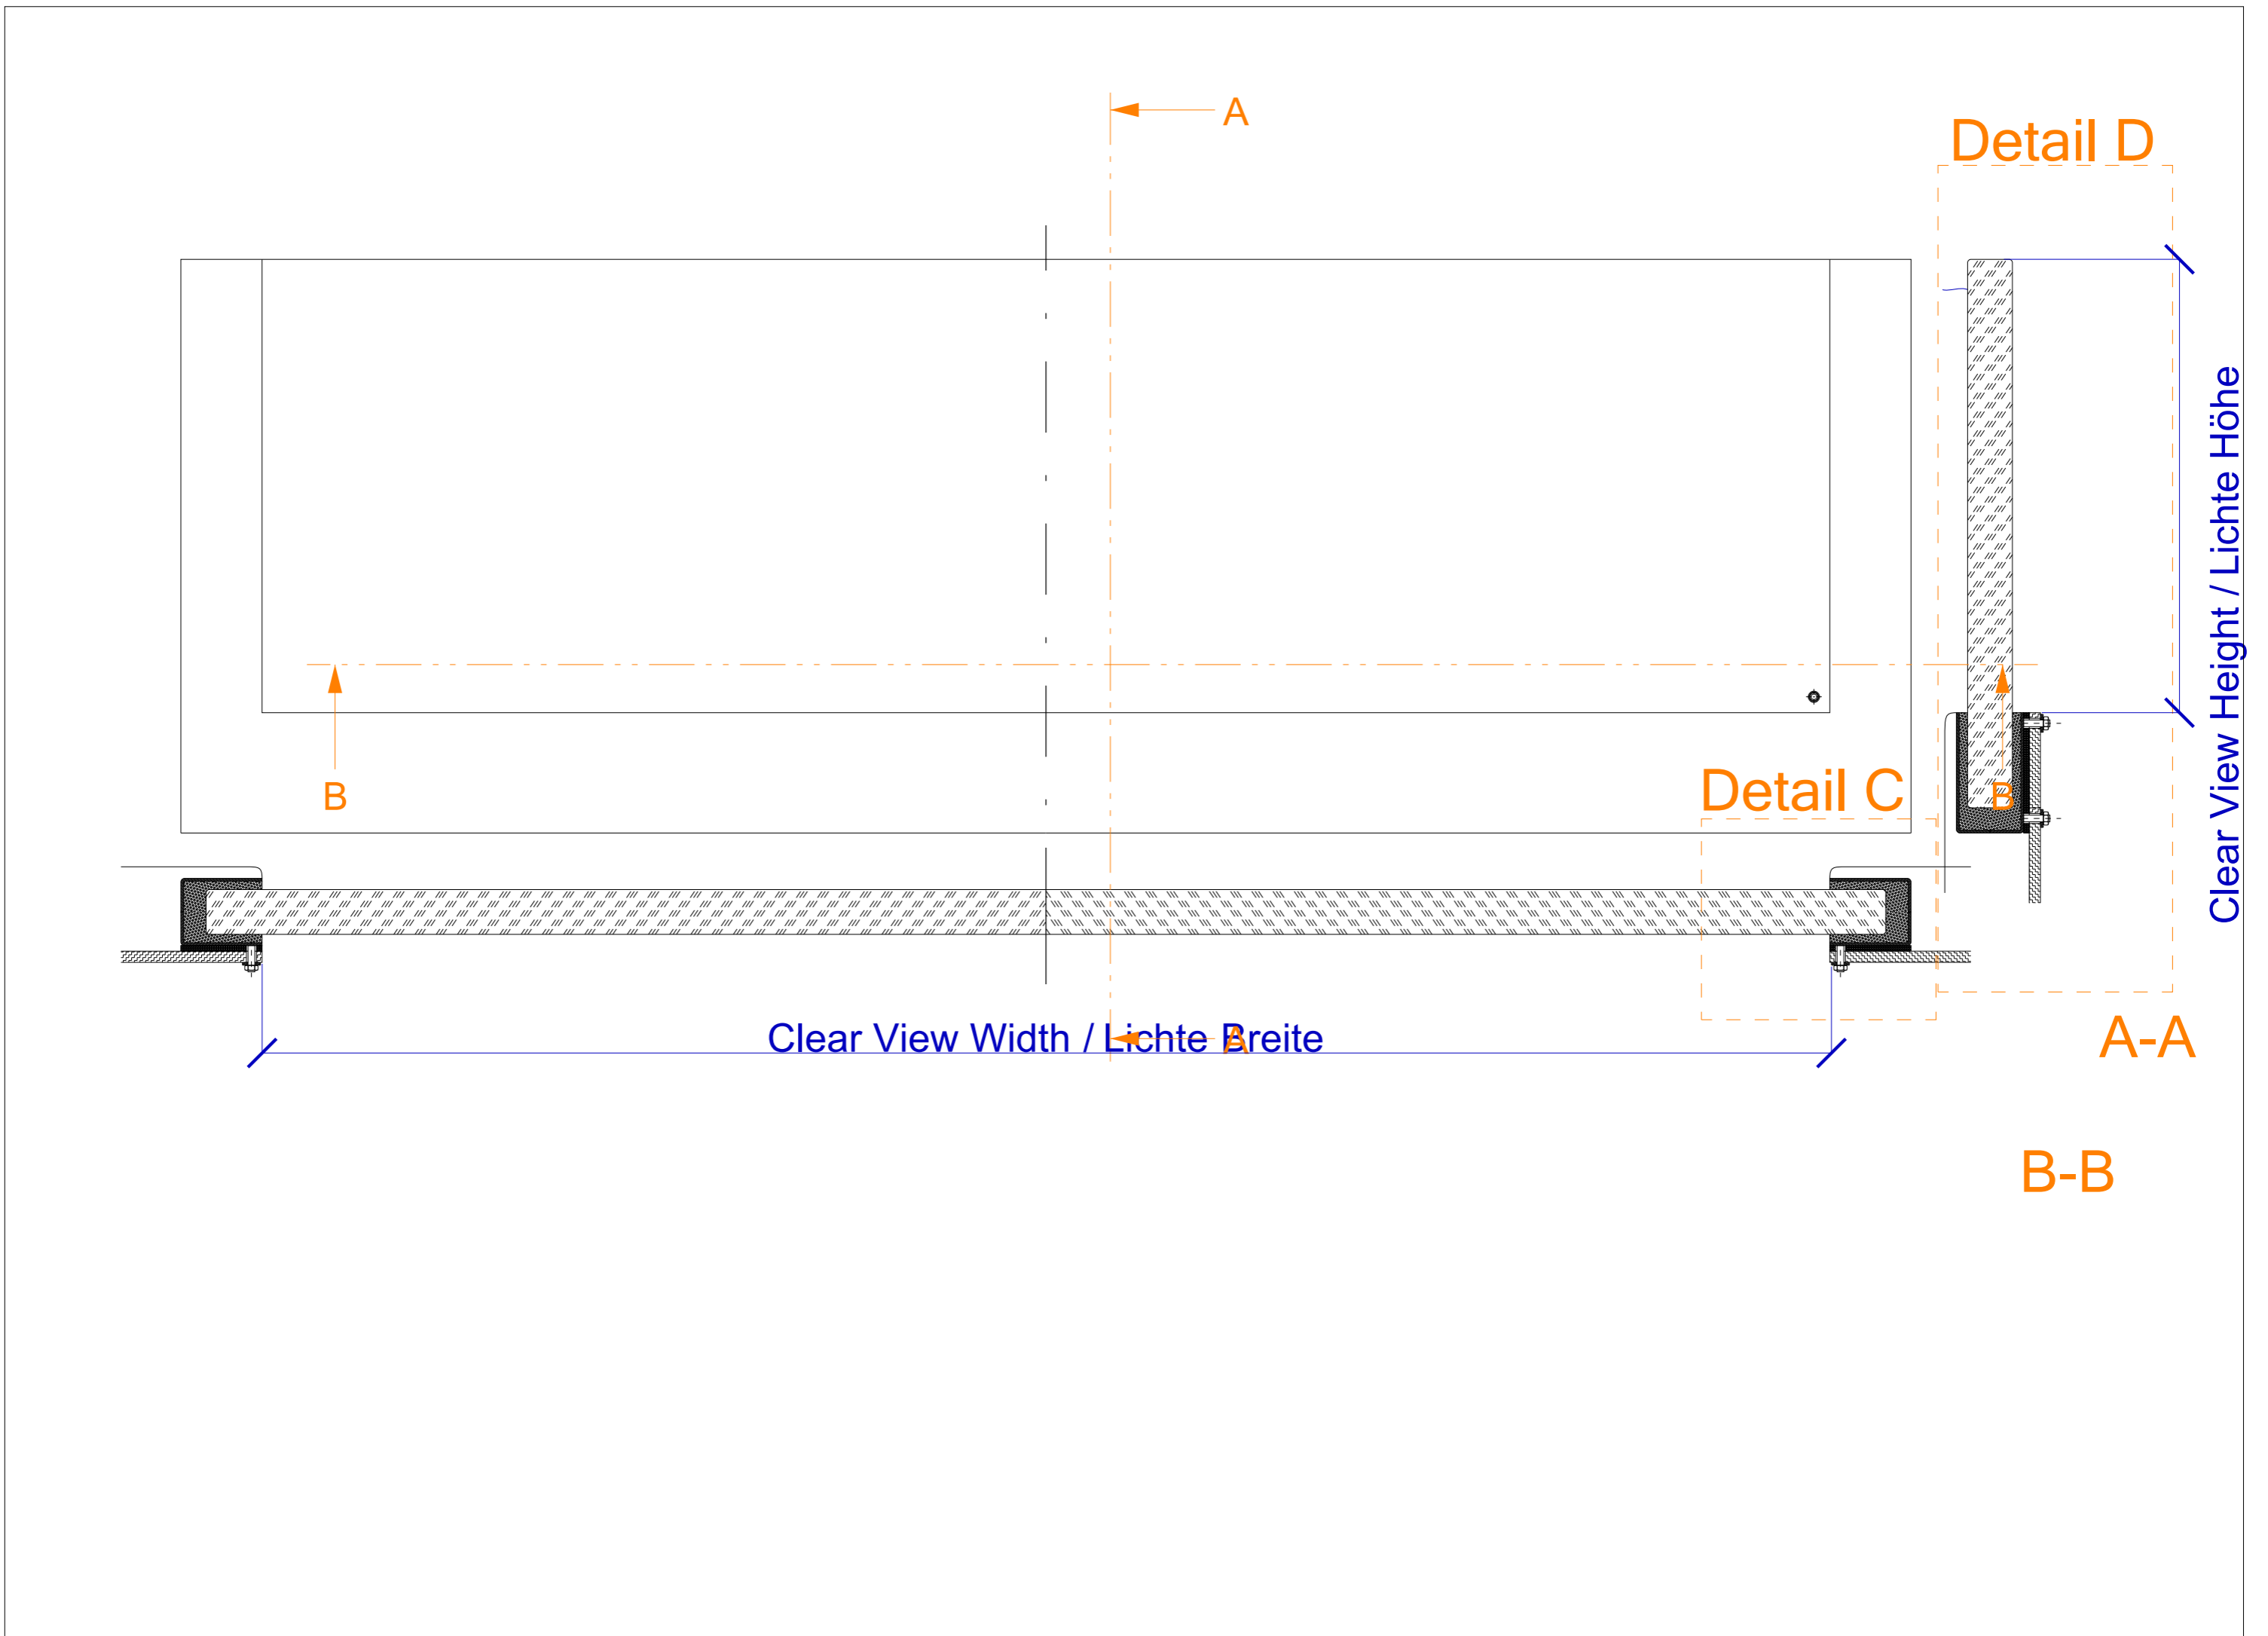 A
Detail D
Clear View Height / Lichte Höhe
B
Detail C
B
Clear View Width / Lichte Breite
A
A-A
B-B